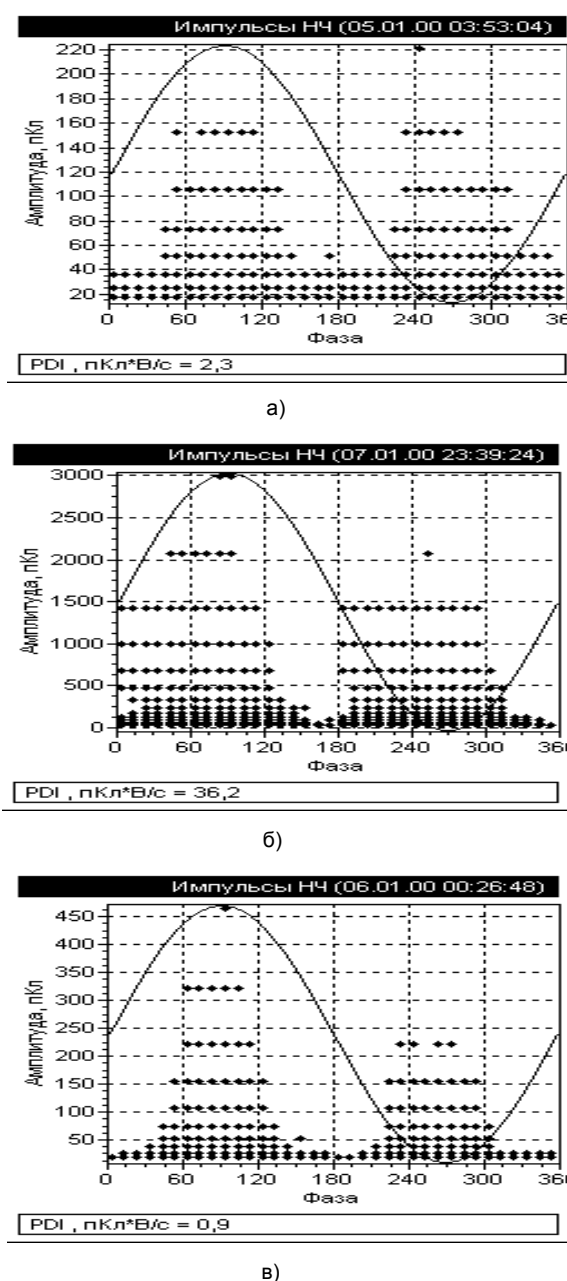 Импульсы НЧ (05.01.00 03:53:04)
Амплитуда, пКл
220
200
180
160
140
120
100
80
60
40
20
0 60 120 180 240 300 36
Фаза
PDI , пКл*В/с = 2,3
а)
Импульсы НЧ (07.01.00 23:39:24)
Амплитуда, пКл
3000
2500
2000
1500
1000
500
0
0 60 120 180 240 300 360
Фаза
PDI , пКл*В/с = 36,2
б)
Импульсы НЧ (06.01.00 00:26:48)
Амплитуда, пКл
450
400
350
300
250
200
150
100
50
0 60 120 180 240 300 360
Фаза
PDI , пКл*В/с = 0,9
в)